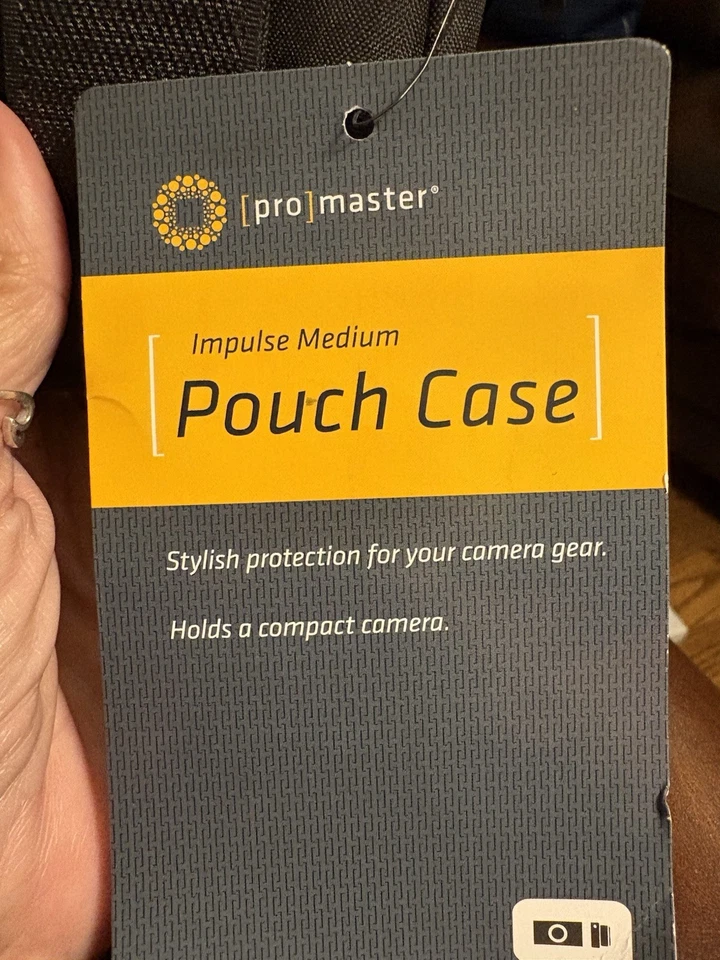 [pro]master®
Impulse Medium
Pouch Case
Stylish protection for your camera gear.
Holds a compact camera.